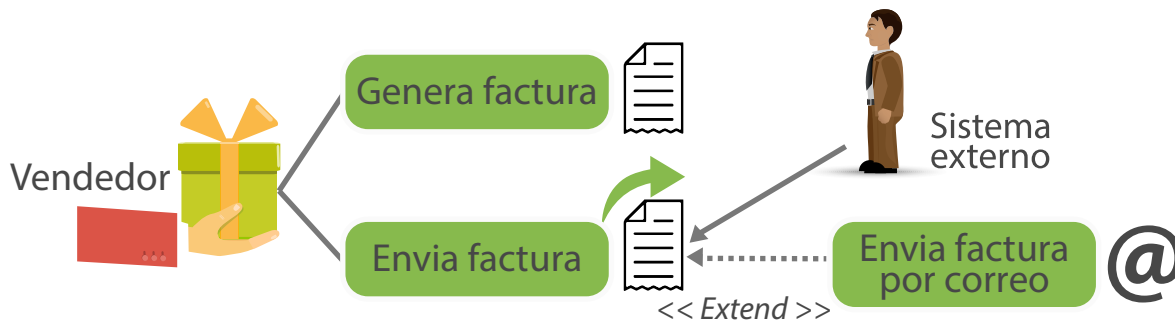 Genera factura
Vendedor
Sistema
externo
Envia factura
Envia factura
por correo
@
<< Extend >>